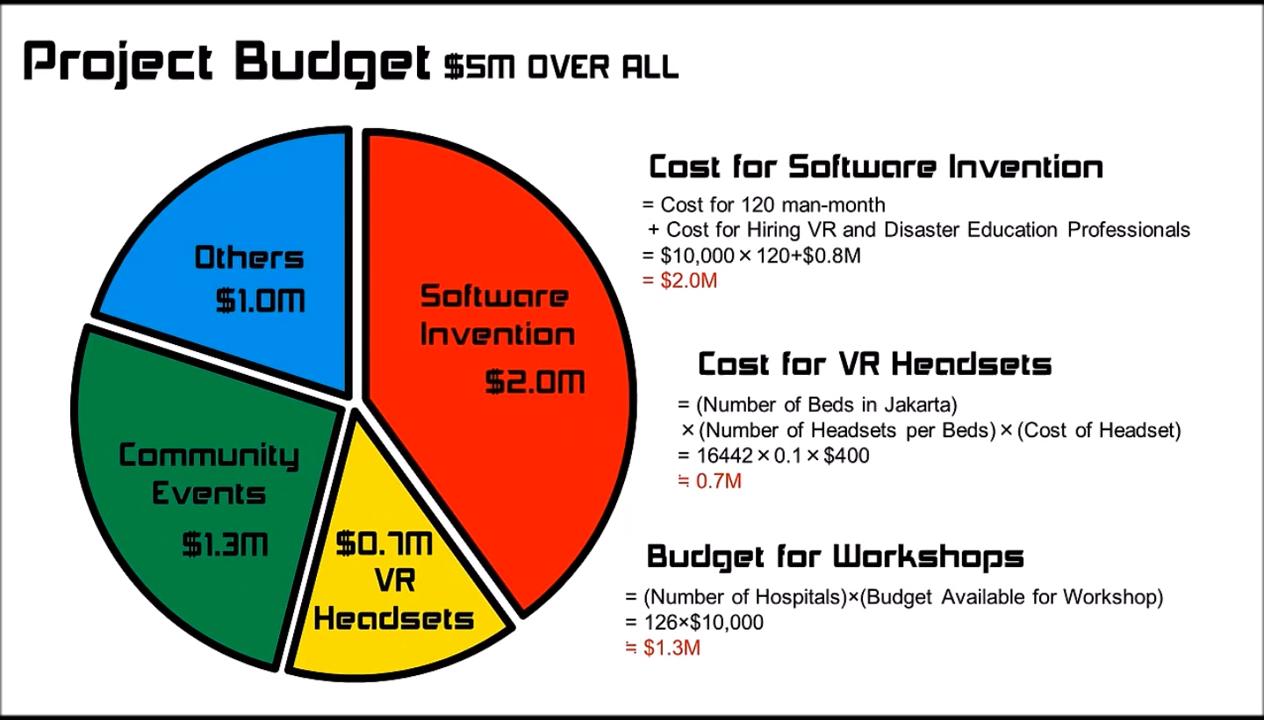 Project Budget $5M OVER ALL
Others
$1.0M
Software
Invention
$2.0M
Community
Events
$1.3M
$0.7M
VR
Headsets
Cost for Software Invention
= Cost for 120 man-month
+ Cost for Hiring VR and Disaster Education Professionals
= $10,000×120+$0.8M
= $2.0M
Cost for VR Headsets
= (Number of Beds in Jakarta)
×(Number of Headsets per Beds)×(Cost of Headset)
= 16442×0.1×$400
≒ 0.7M
Budget for Workshops
= (Number of Hospitals)×(Budget Available for Workshop)
= 126×$10,000
≒ $1.3M